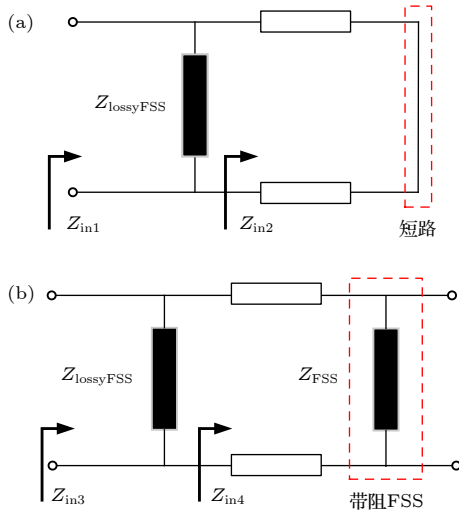 (a)
Z_lossyFSS
Z_in1
Z_in2
短路
(b)
Z_lossyFSS
Z_FSS
Z_in3
Z_in4
带阻FSS